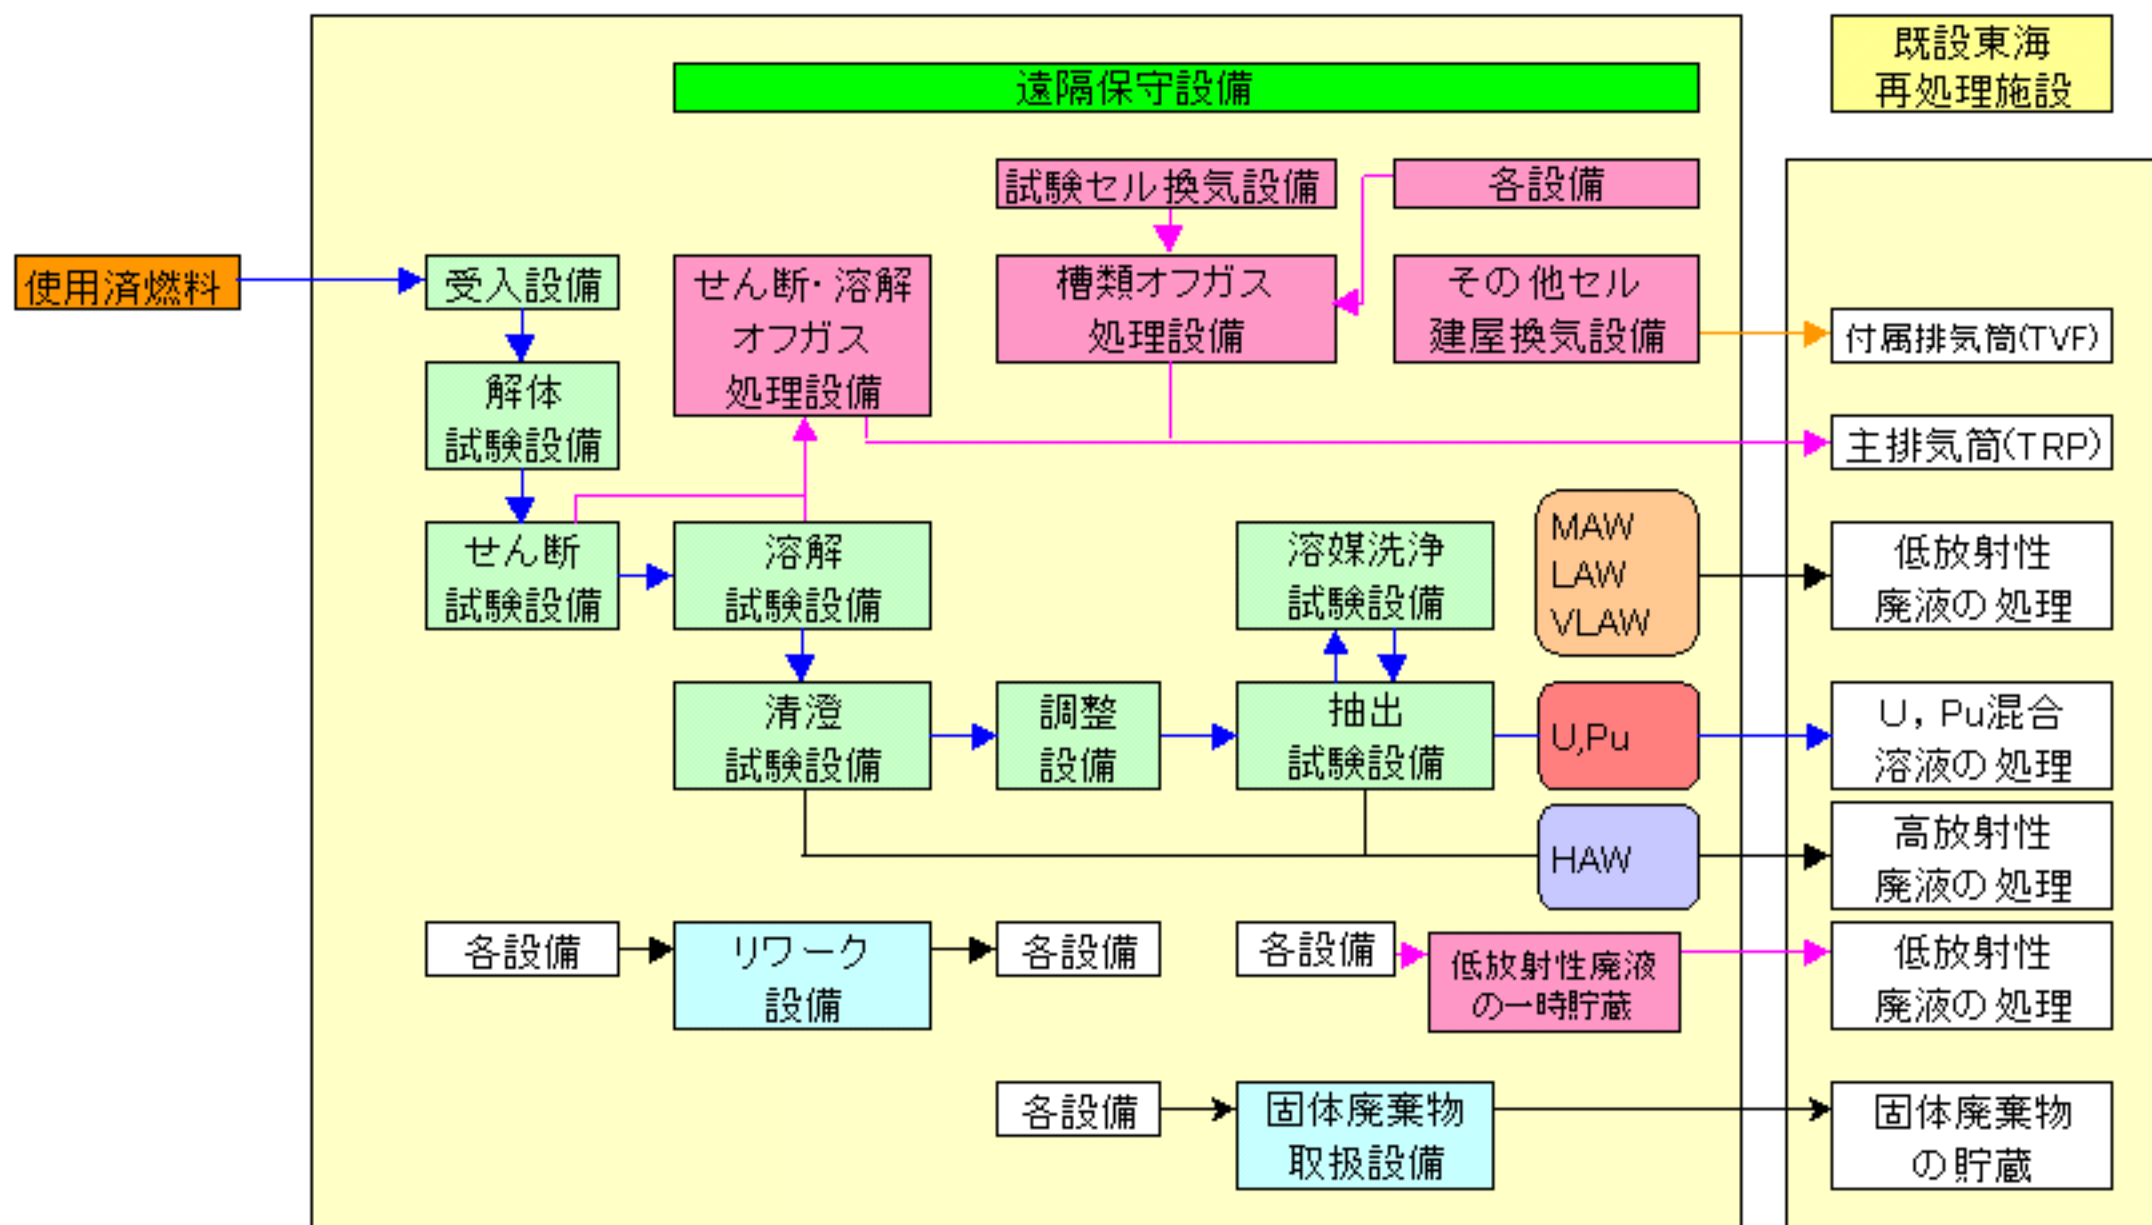 既設東海
再処理施設
遠隔保守設備
試験セル換気設備
各設備
使用済燃料
受入設備
せん断・溶解
オフガス
処理設備
槽類オフガス
処理設備
その他セル
建屋換気設備
付属排気筒(TVF)
解体
試験設備
主排気筒(TRP)
せん断
試験設備
溶解
試験設備
溶媒洗浄
試験設備
MAW
LAW
VLAW
低放射性
廃液の処理
清澄
試験設備
調整
設備
抽出
試験設備
U,Pu
U，Pu混合
溶液の処理
HAW
高放射性
廃液の処理
各設備
リワーク
設備
各設備
各設備
低放射性廃液
の一時貯蔵
低放射性
廃液の処理
各設備
固体廃棄物
取扱設備
固体廃棄物
の貯蔵